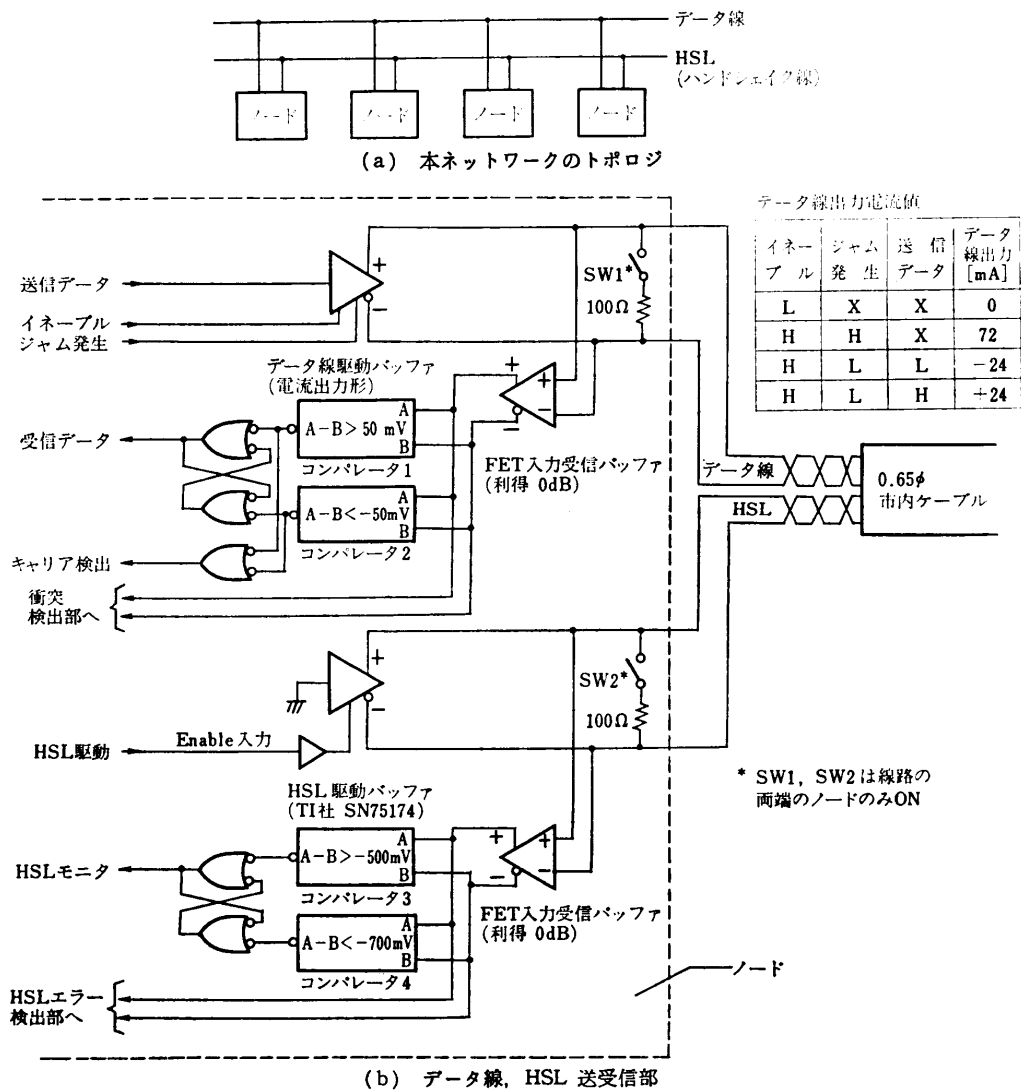 データ線
HSL
(ハンドシェイク線)
ノード
ノード
ノード
ノード
(a) 本ネットワークのトポロジ
データ線出力電流値
イネーブル
ジャム発生
送信データ
データ線出力[mA]
L X X 0
H H X 72
H L L −24
H L H +24
送信データ
イネーブル
ジャム発生
+
−
SW1*
100Ω
データ線駆動バッファ
(電流出力形)
A
A−B>50 mV
B
コンパレータ1
受信データ
A
A−B<−50mV
B
コンパレータ2
+
−
+
−
FET入力受信バッファ
(利得 0dB)
キャリア検出
衝突
検出部へ
データ線
HSL
0.65φ
市内ケーブル
+
−
SW2*
100Ω
HSL駆動
Enable入力
HSL駆動バッファ
(TI社 SN75174)
* SW1, SW2は線路の
両端のノードのみON
A
A−B>−500mV
B
コンパレータ3
HSLモニタ
A
A−B<−700mV
B
コンパレータ4
+
−
+
−
FET入力受信バッファ
(利得 0dB)
ノード
HSLエラー
検出部へ
(b) データ線, HSL 送受信部